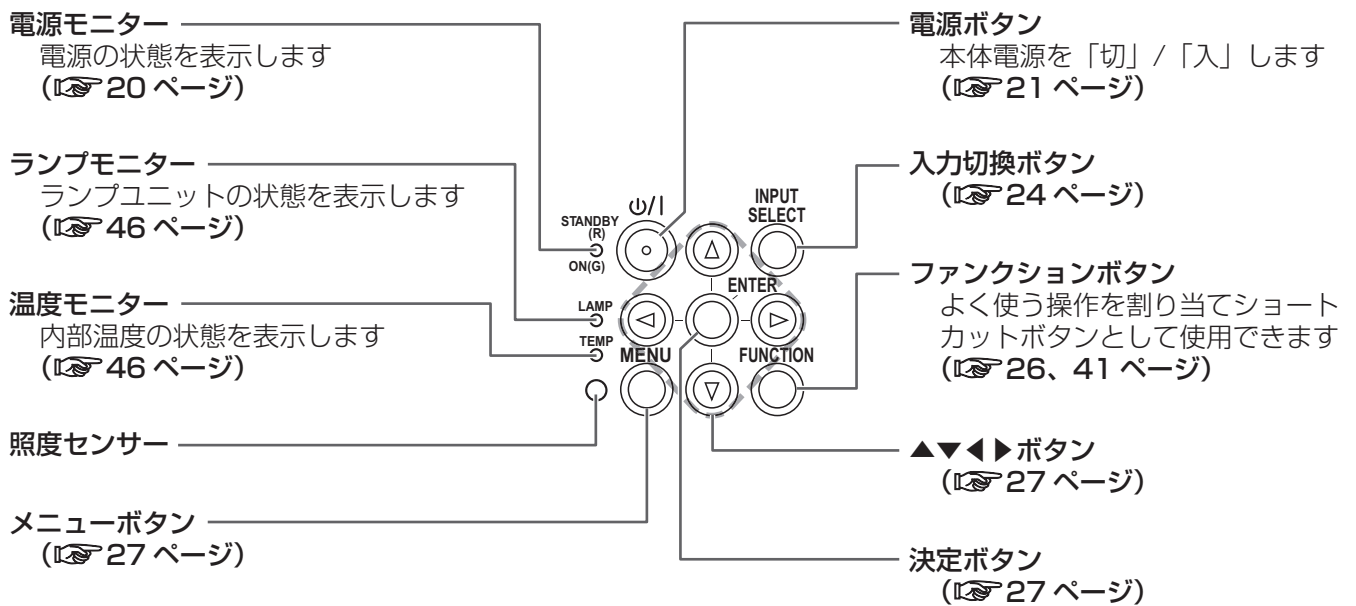 電源モニター
電源の状態を表示します
(☞20 ページ)
ランプモニター
ランプユニットの状態を表示します
(☞46 ページ)
温度モニター
内部温度の状態を表示します
(☞46 ページ)
照度センサー
メニューボタン
(☞27 ページ)
⏻/|
STANDBY
(R)
ON(G)
LAMP
TEMP
MENU
INPUT
SELECT
ENTER
FUNCTION
電源ボタン
本体電源を「切」/「入」します
(☞21 ページ)
入力切換ボタン
(☞24 ページ)
ファンクションボタン
よく使う操作を割り当てショート
カットボタンとして使用できます
(☞26、41 ページ)
▲▼◀▶ボタン
(☞27 ページ)
決定ボタン
(☞27 ページ)